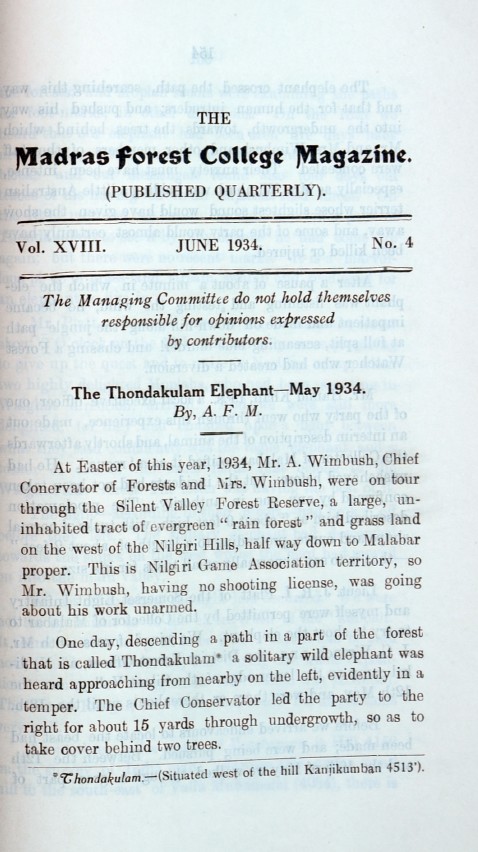 THE
Madras Forest College Magazine.
(PUBLISHED QUARTERLY).
Vol. XVIII. JUNE 1934. No. 4
The Managing Committee do not hold themselves
responsible for opinions expressed
by contributors.
The Thondakulam Elephant—May 1934.
By, A. F. M.
At Easter of this year, 1934, Mr. A. Wimbush, Chief
Conervator of Forests and Mrs. Wimbush, were on tour
through the Silent Valley Forest Reserve, a large, un-
inhabited tract of evergreen "rain forest" and grass land
on the west of the Nilgiri Hills, half way down to Malabar
proper. This is Nilgiri Game Association territory, so
Mr. Wimbush, having no shooting license, was going
about his work unarmed.
One day, descending a path in a part of the forest
that is called Thondakulam* a solitary wild elephant was
heard approaching from nearby on the left, evidently in a
temper. The Chief Conservator led the party to the
right for about 15 yards through undergrowth, so as to
take cover behind two trees.
*Thondakulam.—(Situated west of the hill Kanjikumban 4513').